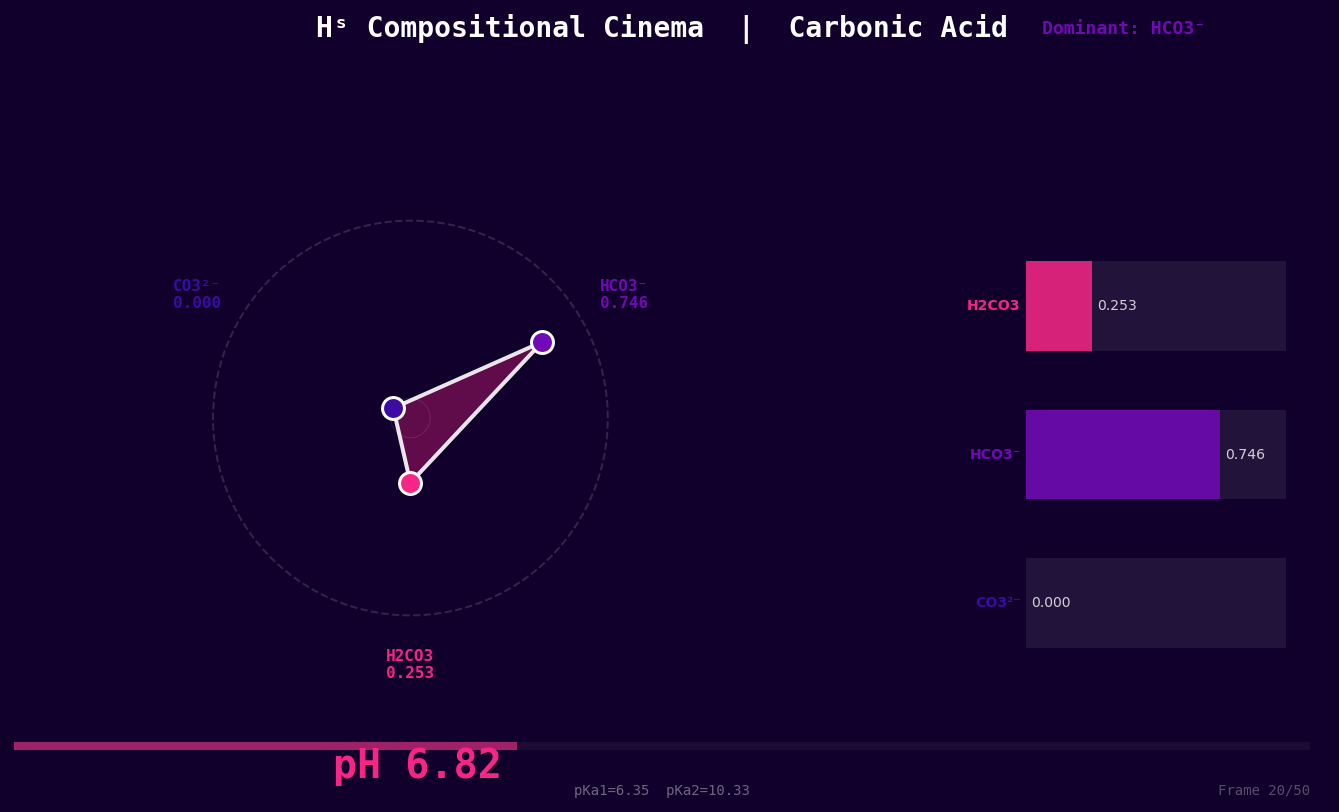 Hˢ Compositional Cinema | Carbonic Acid
Dominant: HCO3⁻
CO3²⁻
0.000
HCO3⁻
0.746
H2CO3
0.253
H2CO3
0.253
HCO3⁻
0.746
CO3²⁻
0.000
pH 6.82
pKa1=6.35 pKa2=10.33
Frame 20/50